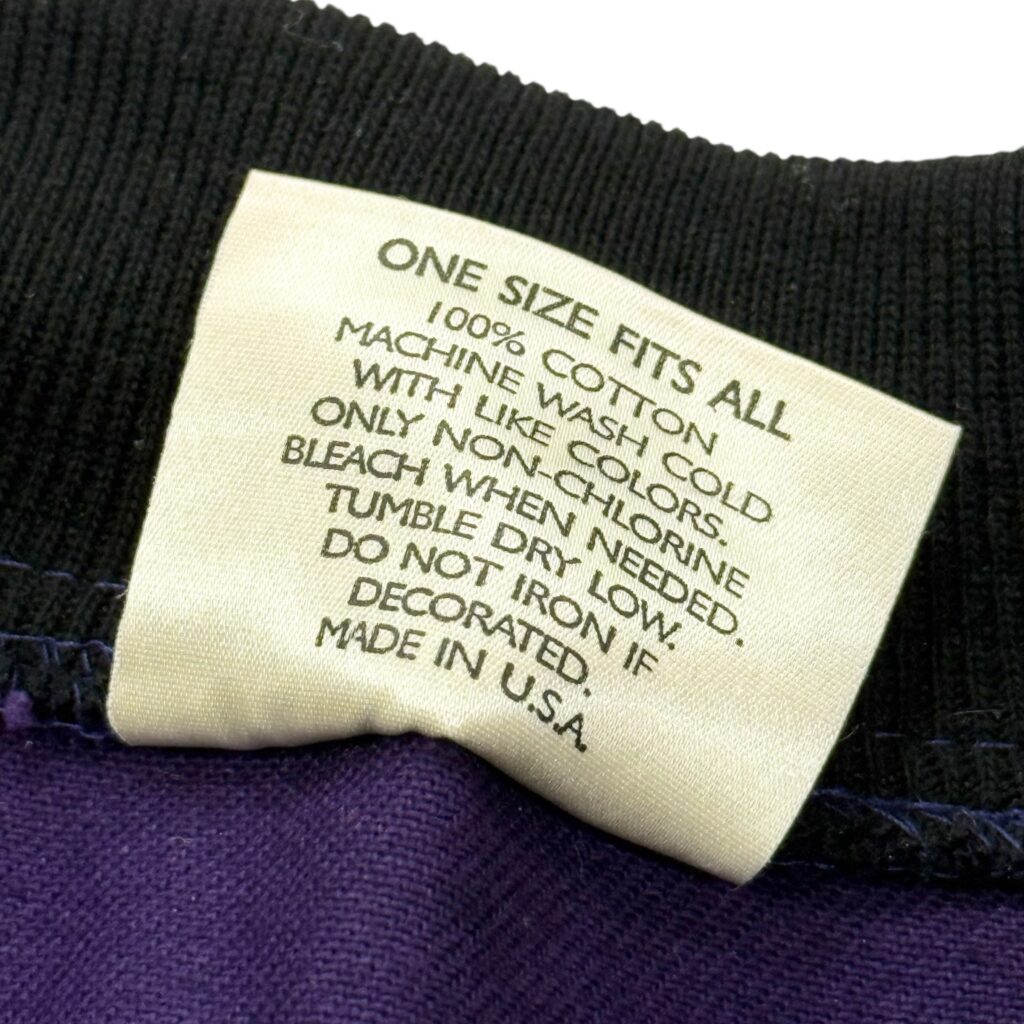 ONE SIZE FITS ALL
100% COTTON
MACHINE WASH COLD
WITH LIKE COLORS.
ONLY NON-CHLORINE
BLEACH WHEN NEEDED.
TUMBLE DRY LOW.
DO NOT IRON IF
DECORATED.
MADE IN U.S.A.